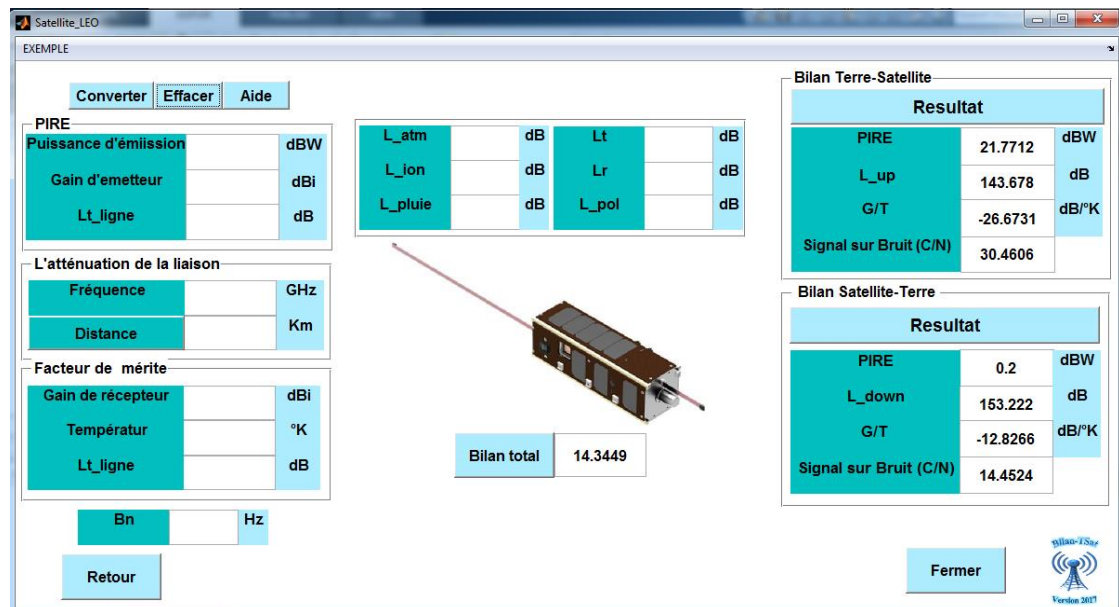 Satellite_LEO
EXEMPLE
Converter Effacer Aide
PIRE
Puissance d'émiission dBW
Gain d'emetteur dBi
Lt_ligne dB
L'atténuation de la liaison
Fréquence GHz
Distance Km
Facteur de mérite
Gain de récepteur dBi
Températur °K
Lt_ligne dB
Bn Hz
Retour
L_atm dB Lt dB
L_ion dB Lr dB
L_pluie dB L_pol dB
Bilan total 14.3449
Bilan Terre-Satellite
Resultat
PIRE 21.7712 dBW
L_up 143.678 dB
G/T -26.6731 dB/°K
Signal sur Bruit (C/N) 30.4606
Bilan Satellite-Terre
Resultat
PIRE 0.2 dBW
L_down 153.222 dB
G/T -12.8266 dB/°K
Signal sur Bruit (C/N) 14.4524
Fermer
Bilan-TSat
Version 2017